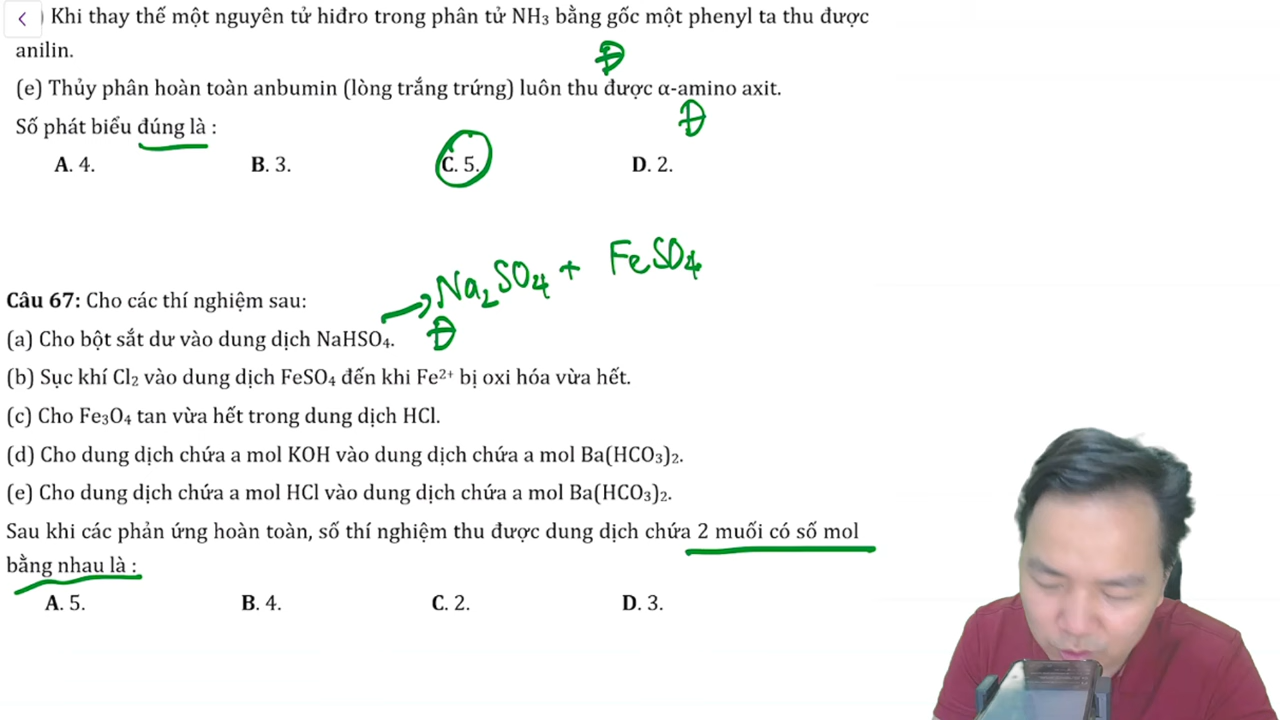 ) Khi thay thế một nguyên tử hiđro trong phân tử NH₃ bằng gốc một phenyl ta thu được
anilin.
Đ
(e) Thủy phân hoàn toàn anbumin (lòng trắng trứng) luôn thu được α-amino axit.
Đ
Số phát biểu đúng là :
A. 4. B. 3. C. 5. D. 2.
→ Na₂SO₄ + FeSO₄
Câu 67: Cho các thí nghiệm sau:
(a) Cho bột sắt dư vào dung dịch NaHSO₄. Đ
(b) Sục khí Cl₂ vào dung dịch FeSO₄ đến khi Fe²⁺ bị oxi hóa vừa hết.
(c) Cho Fe₃O₄ tan vừa hết trong dung dịch HCl.
(d) Cho dung dịch chứa a mol KOH vào dung dịch chứa a mol Ba(HCO₃)₂.
(e) Cho dung dịch chứa a mol HCl vào dung dịch chứa a mol Ba(HCO₃)₂.
Sau khi các phản ứng hoàn toàn, số thí nghiệm thu được dung dịch chứa 2 muối có số mol
bằng nhau là :
A. 5. B. 4. C. 2. D. 3.